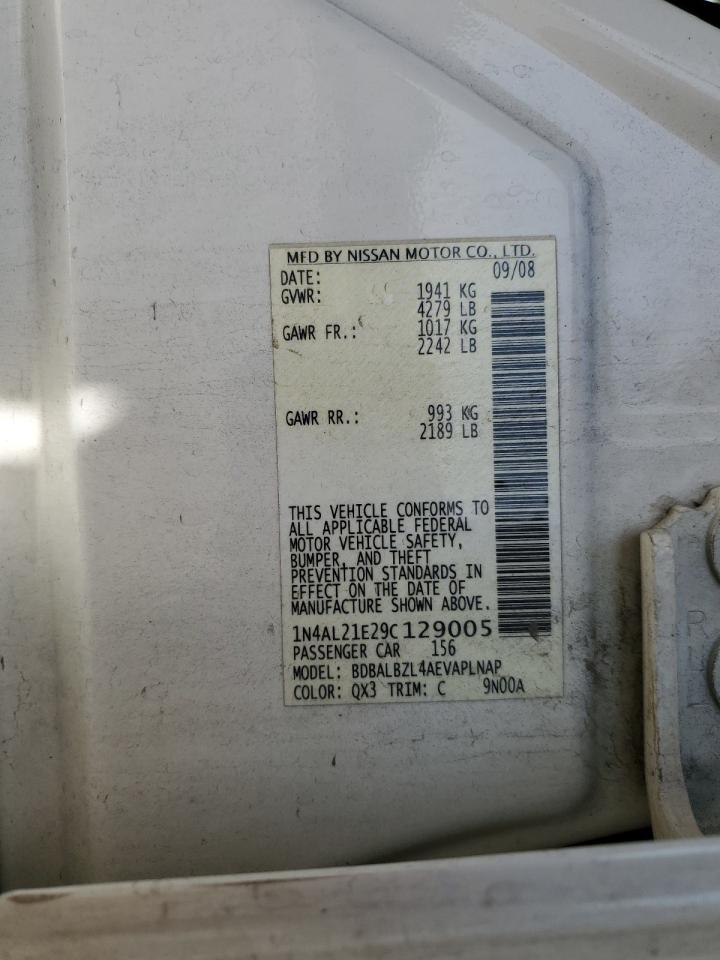 MFD BY NISSAN MOTOR CO., LTD.
DATE: 09/08
GVWR: 1941 KG
4279 LB
GAWR FR.: 1017 KG
2242 LB
GAWR RR.: 993 KG
2189 LB
THIS VEHICLE CONFORMS TO
ALL APPLICABLE FEDERAL
MOTOR VEHICLE SAFETY,
BUMPER, AND THEFT
PREVENTION STANDARDS IN
EFFECT ON THE DATE OF
MANUFACTURE SHOWN ABOVE.
1N4AL21E29C129005
PASSENGER CAR 156
MODEL: BDBALBZL4AEVAPLNAP
COLOR: QX3 TRIM: C 9N00A